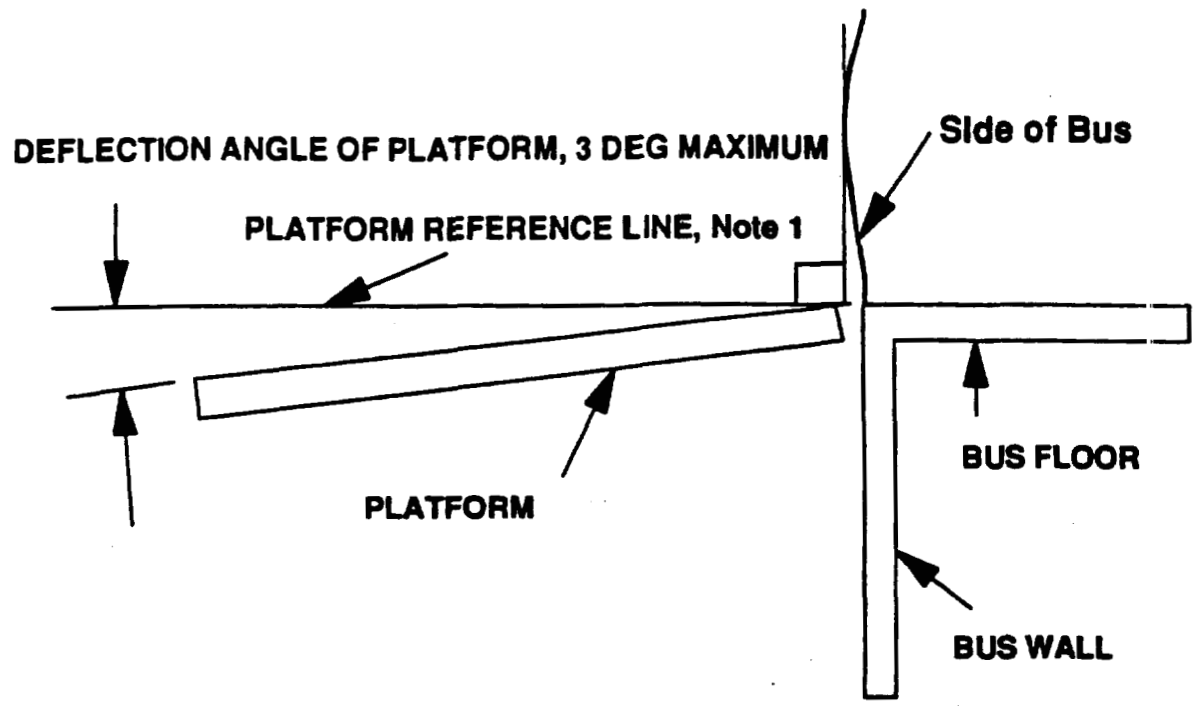 Side of Bus
DEFLECTION ANGLE OF PLATFORM, 3 DEG MAXIMUM
PLATFORM REFERENCE LINE, Note 1
BUS FLOOR
PLATFORM
BUS WALL